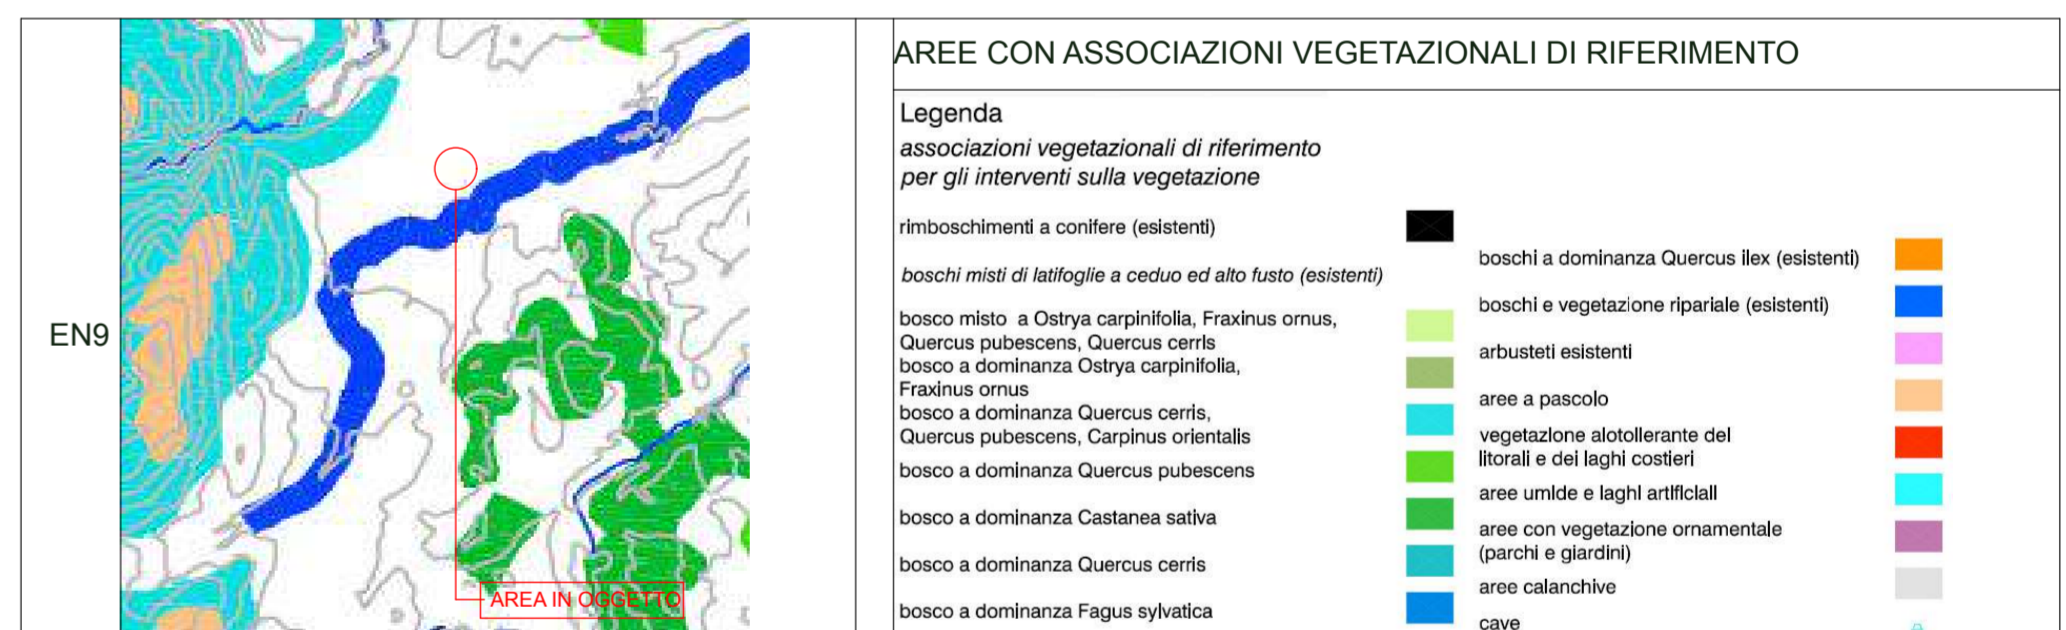 EN9
AREA IN OGGETTO
AREE CON ASSOCIAZIONI VEGETAZIONALI DI RIFERIMENTO
Legenda
associazioni vegetazionali di riferimento
per gli interventi sulla vegetazione
rimboschimenti a conifere (esistenti)
boschi misti di latifoglie a ceduo ed alto fusto (esistenti)
bosco misto a Ostrya carpinifolia, Fraxinus ornus,
Quercus pubescens, Quercus cerrIs
bosco a dominanza Ostrya carpinifolia,
Fraxinus ornus
bosco a dominanza Quercus cerris,
Quercus pubescens, Carpinus orientalis
bosco a dominanza Quercus pubescens
bosco a dominanza Castanea sativa
bosco a dominanza Quercus cerris
bosco a dominanza Fagus sylvatica
boschi a dominanza Quercus ilex (esistenti)
boschi e vegetazione ripariale (esistenti)
arbusteti esistenti
aree a pascolo
vegetazIone alotollerante del
litorali e dei laghi costieri
aree umIde e laghI artIfIcIalI
aree con vegetazione ornamentale
(parchi e giardini)
aree calanchive
cave